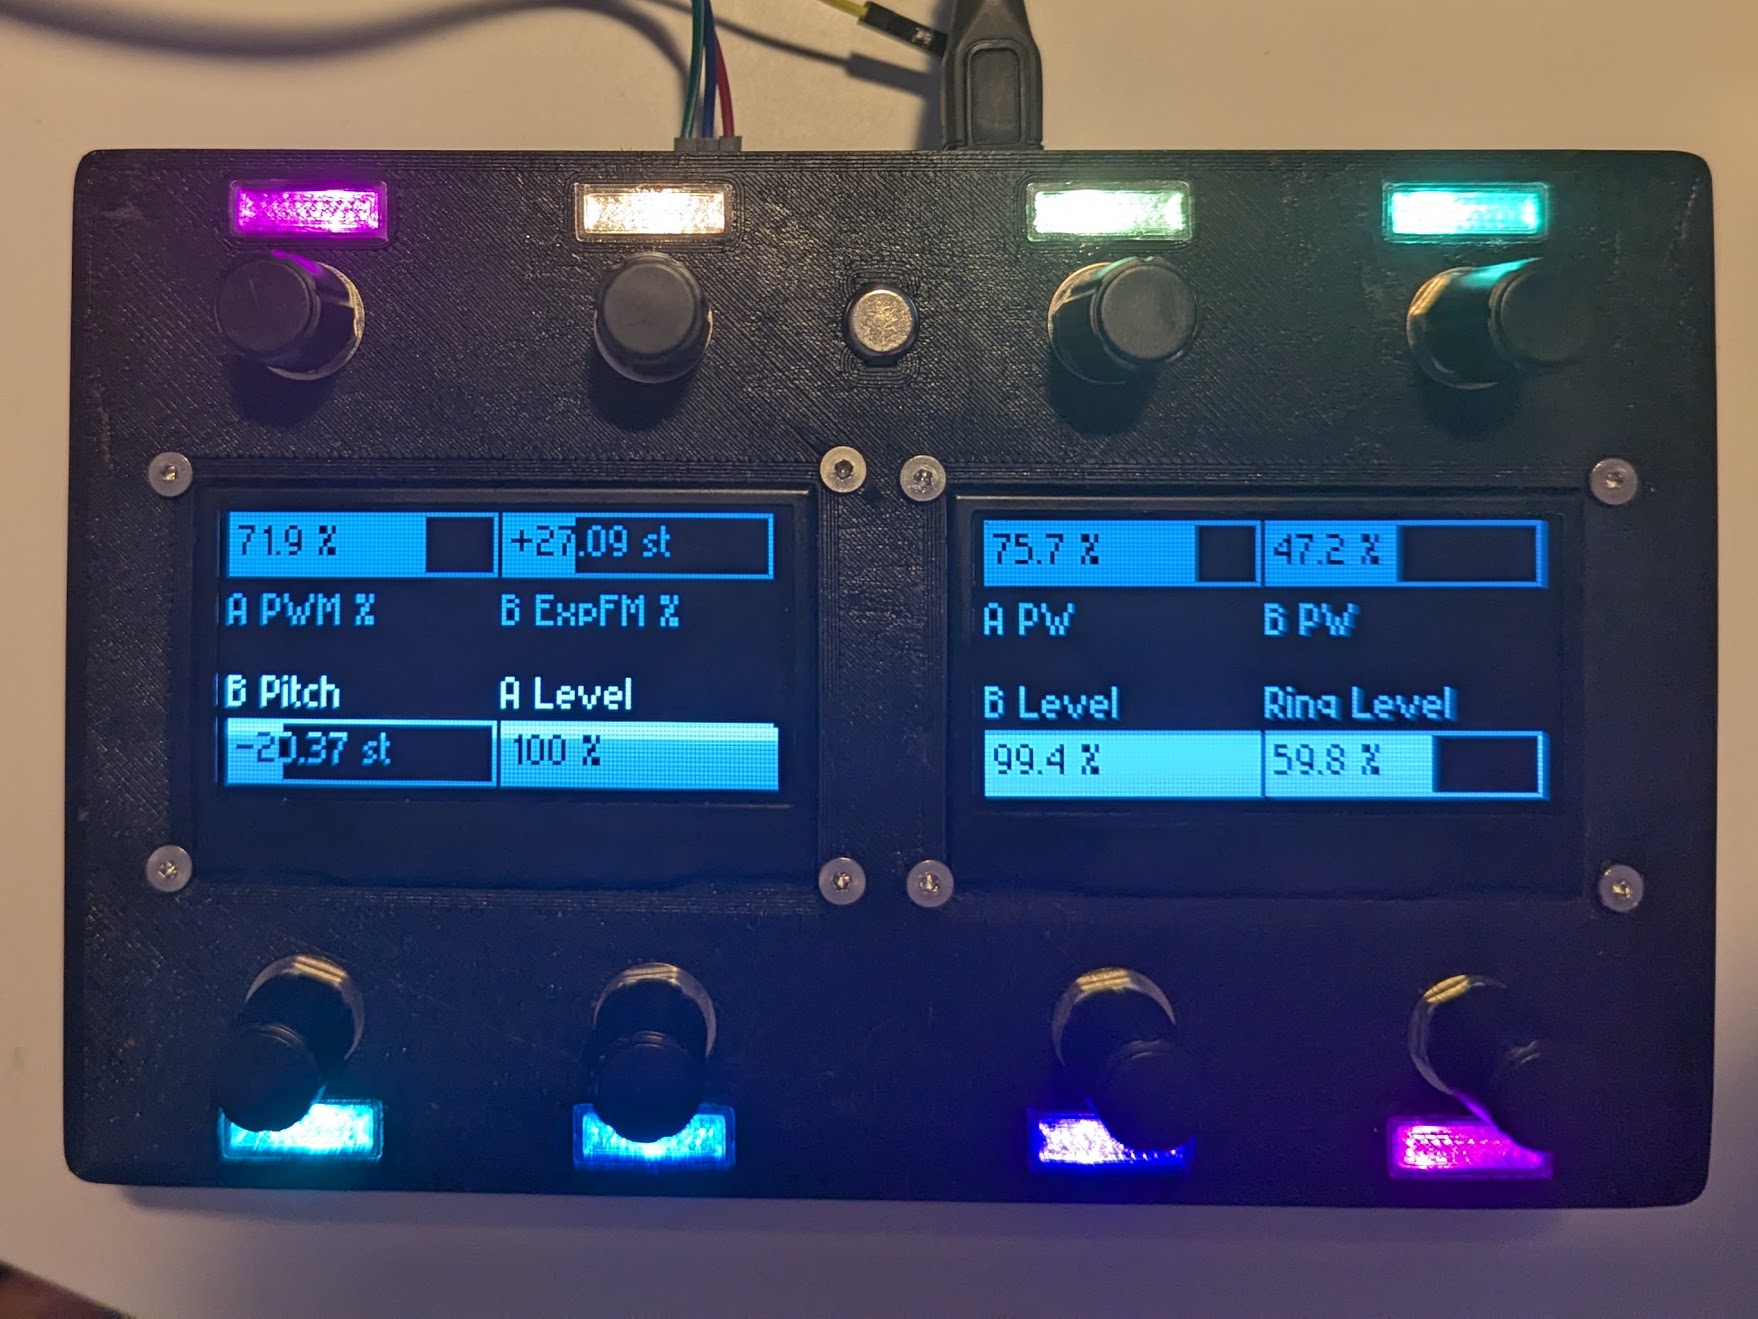 71.9 % +27.09 st
A PWM % B ExpFM %
B Pitch A Level
-20.37 st 100 %
75.7 % 47.2 %
A PW B PW
B Level Ring Level
99.4 % 59.8 %